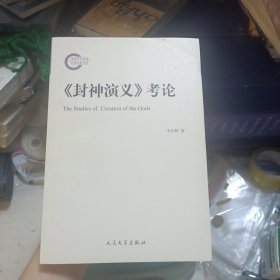 《封神演义》考论
The Studies of Creation of the Gods
著
人民文学出版社